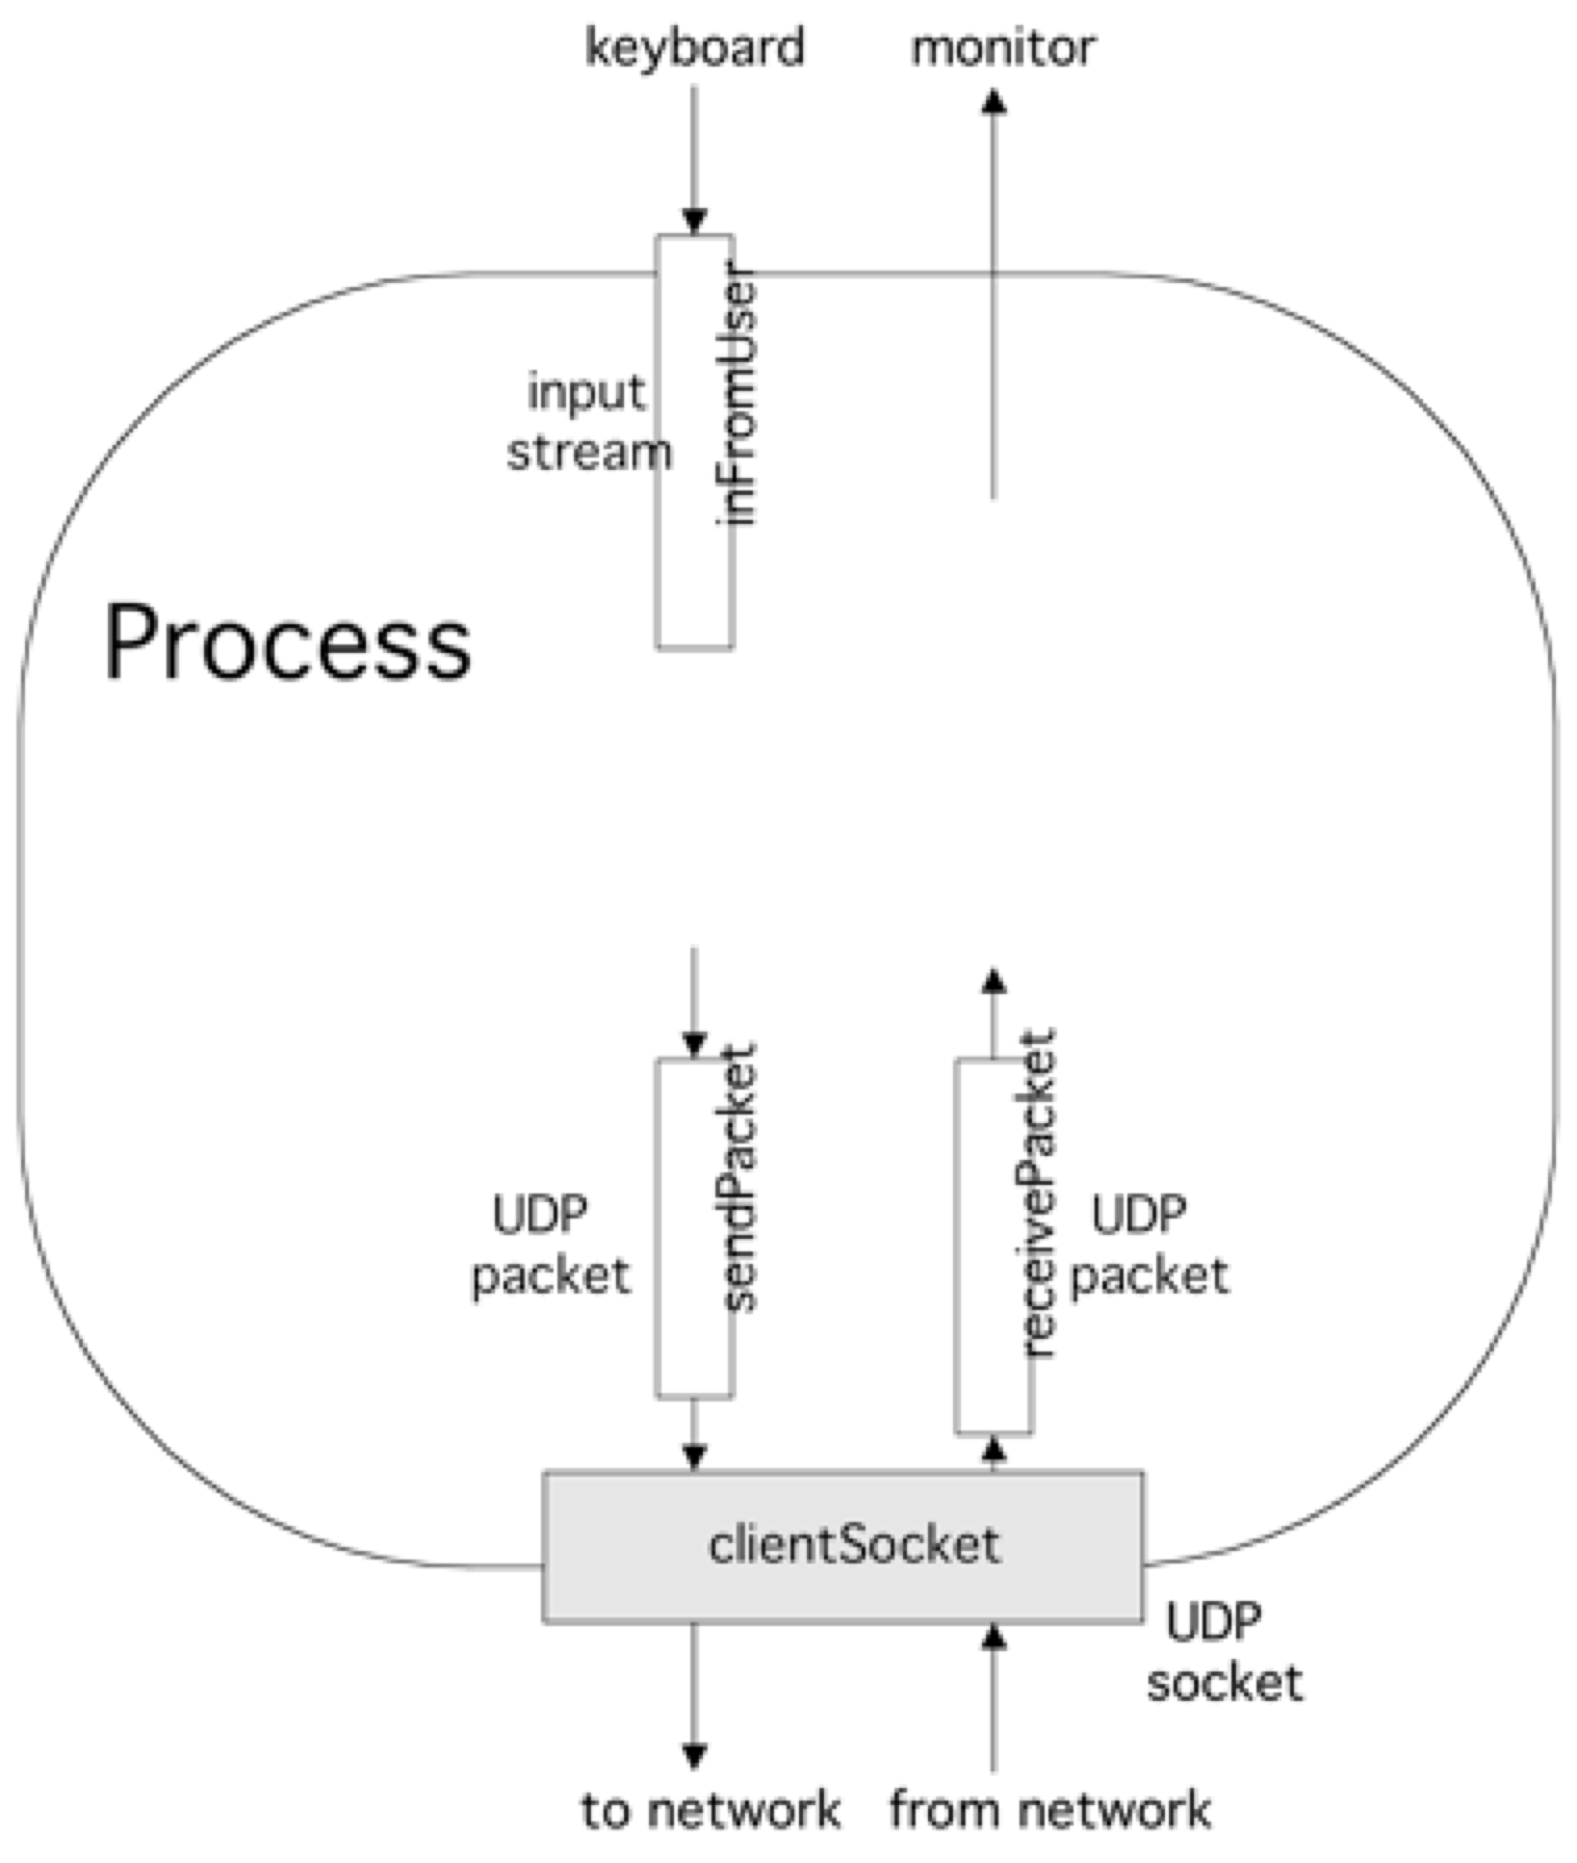 keyboard
monitor
input
stream
inFromUser
Process
UDP
packet
sendPacket
receivePacket
UDP
packet
clientSocket
UDP
socket
to network
from network